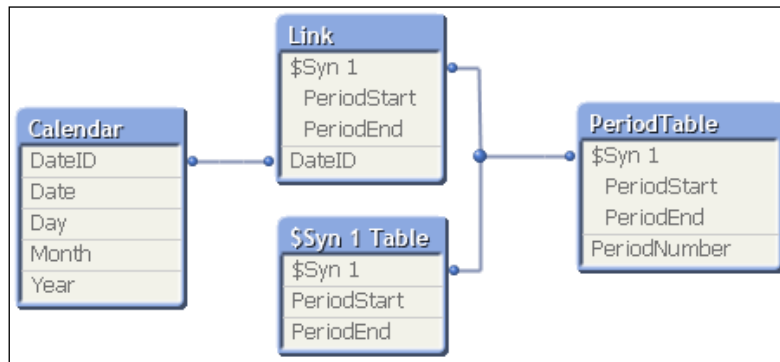 Calendar
DateID
Date
Day
Month
Year
Link
$Syn 1
PeriodStart
PeriodEnd
DateID
$Syn 1 Table
$Syn 1
PeriodStart
PeriodEnd
PeriodTable
$Syn 1
PeriodStart
PeriodEnd
PeriodNumber